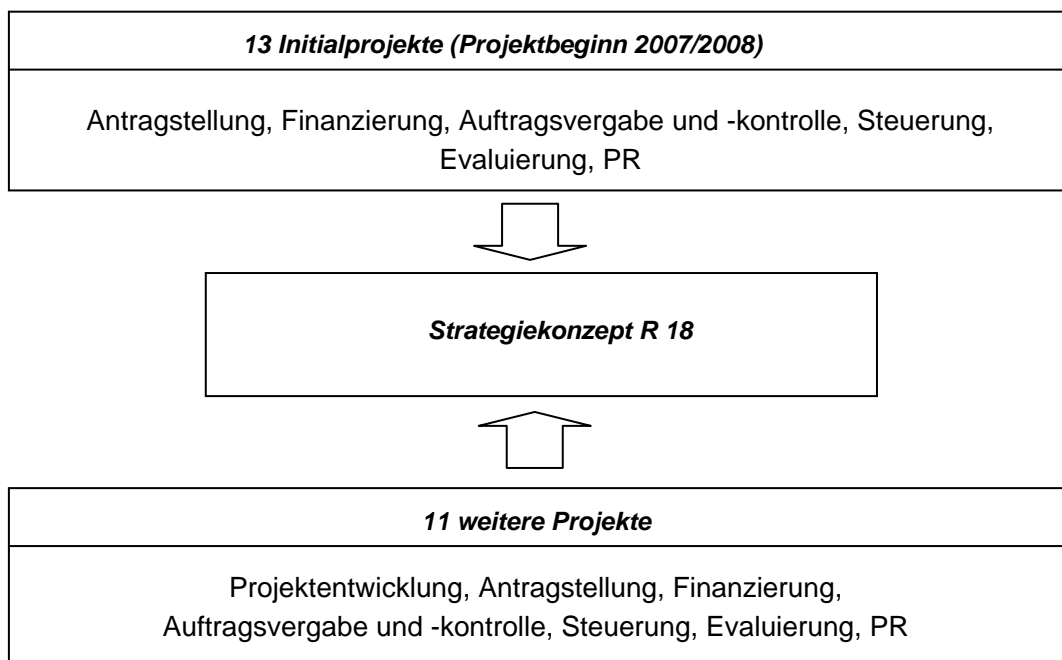 13 Initialprojekte (Projektbeginn 2007/2008)
Antragstellung, Finanzierung, Auftragsvergabe und -kontrolle, Steuerung,
Evaluierung, PR
Strategiekonzept R 18
11 weitere Projekte
Projektentwicklung, Antragstellung, Finanzierung,
Auftragsvergabe und -kontrolle, Steuerung, Evaluierung, PR